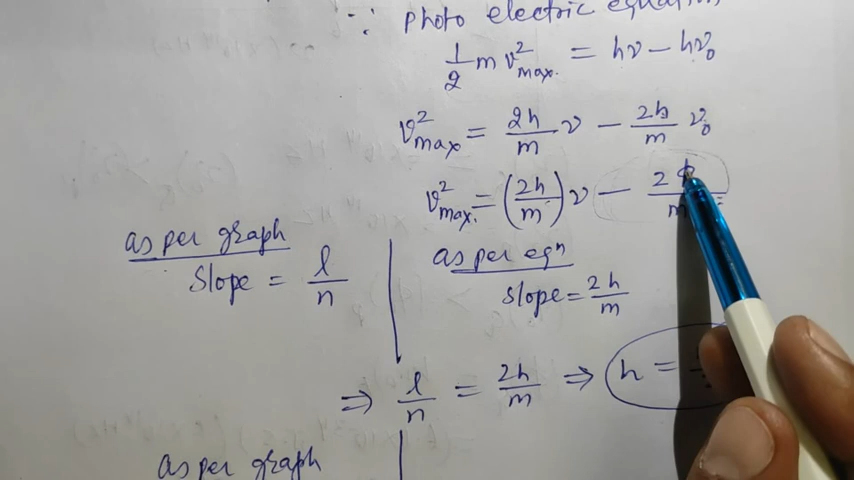 ∵ photo electric equation
1/2 m v²max. = hν − hν₀
v²max = 2h/m ν − 2h/m ν₀
v²max. = (2h/m) ν − 2
as per graph
Slope = l/n
as per eqn
Slope = 2h/m
⇒ l/n = 2h/m ⇒ h =
as per graph